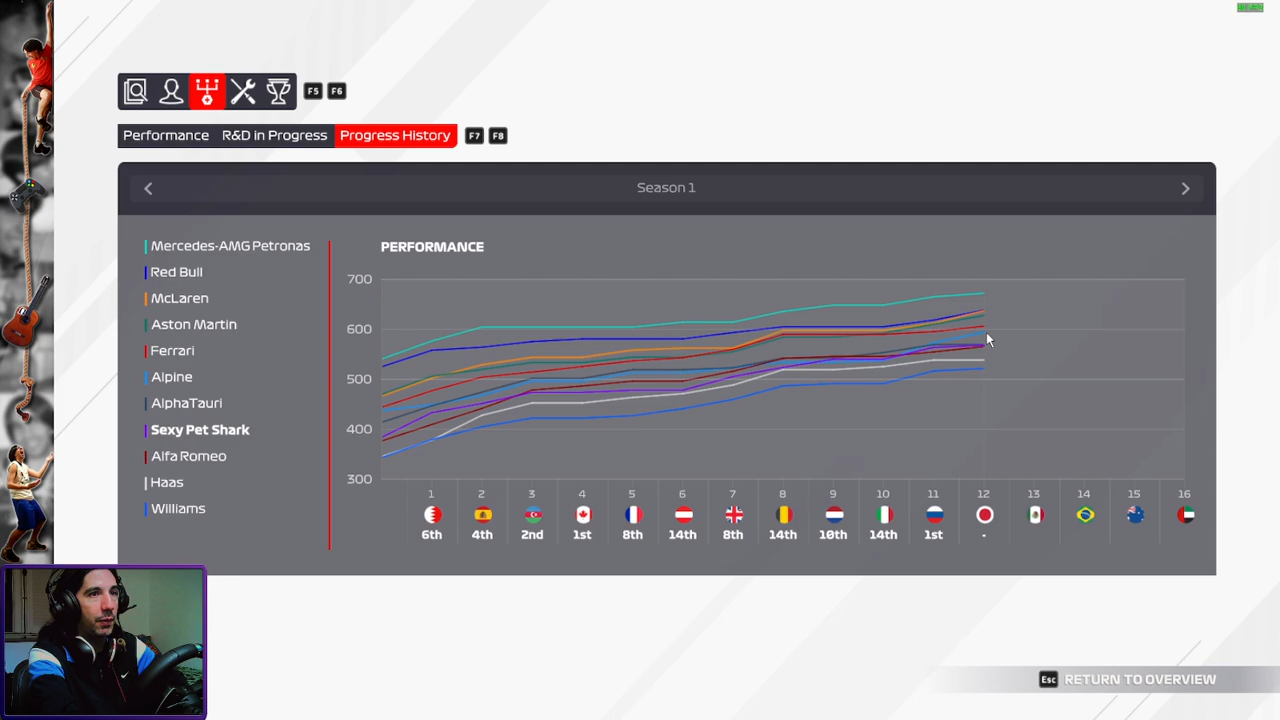 F5 F6
Performance R&D in Progress Progress History F7 F8
Season 1
Mercedes-AMG Petronas
Red Bull
McLaren
Aston Martin
Ferrari
Alpine
AlphaTauri
Sexy Pet Shark
Alfa Romeo
Haas
Williams
PERFORMANCE
700
600
500
400
300
1 2 3 4 5 6 7 8 9 10 11 12 13 14 15 16
6th 4th 2nd 1st 8th 14th 8th 14th 10th 14th 1st -
Esc RETURN TO OVERVIEW